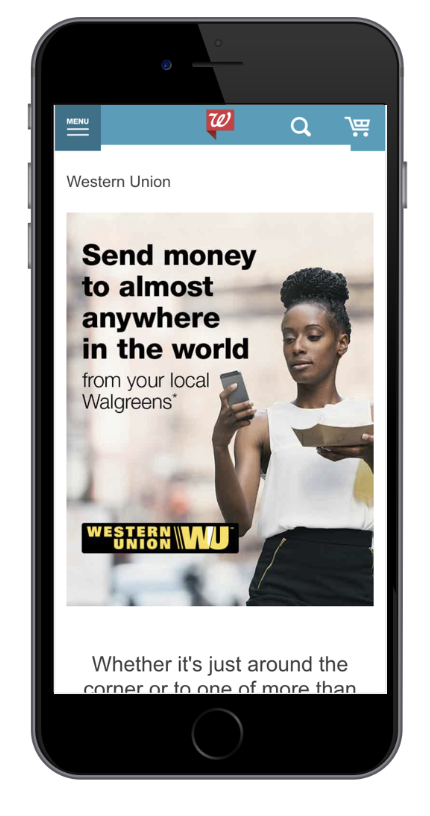 MENU
Western Union
Send money
to almost
anywhere
in the world
from your local
Walgreens*
WESTERN
UNION WU
Whether it's just around the
corner or to one of more than